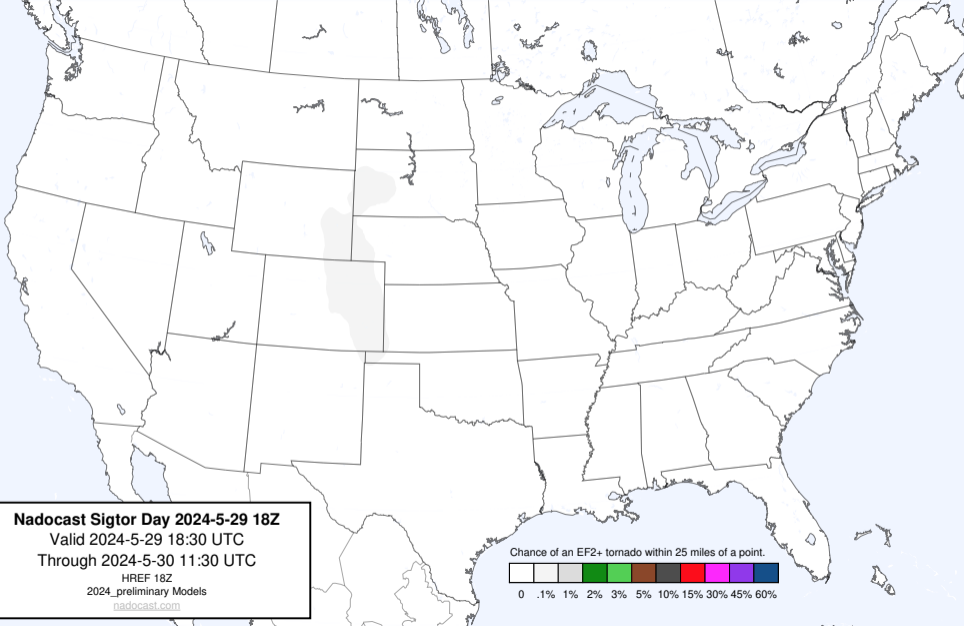 Nadocast Sigtor Day 2024-5-29 18Z
Valid 2024-5-29 18:30 UTC
Through 2024-5-30 11:30 UTC
HREF 18Z
2024_preliminary Models
nadocast.com
Chance of an EF2+ tornado within 25 miles of a point.
0 .1% 1% 2% 3% 5% 10% 15% 30% 45% 60%